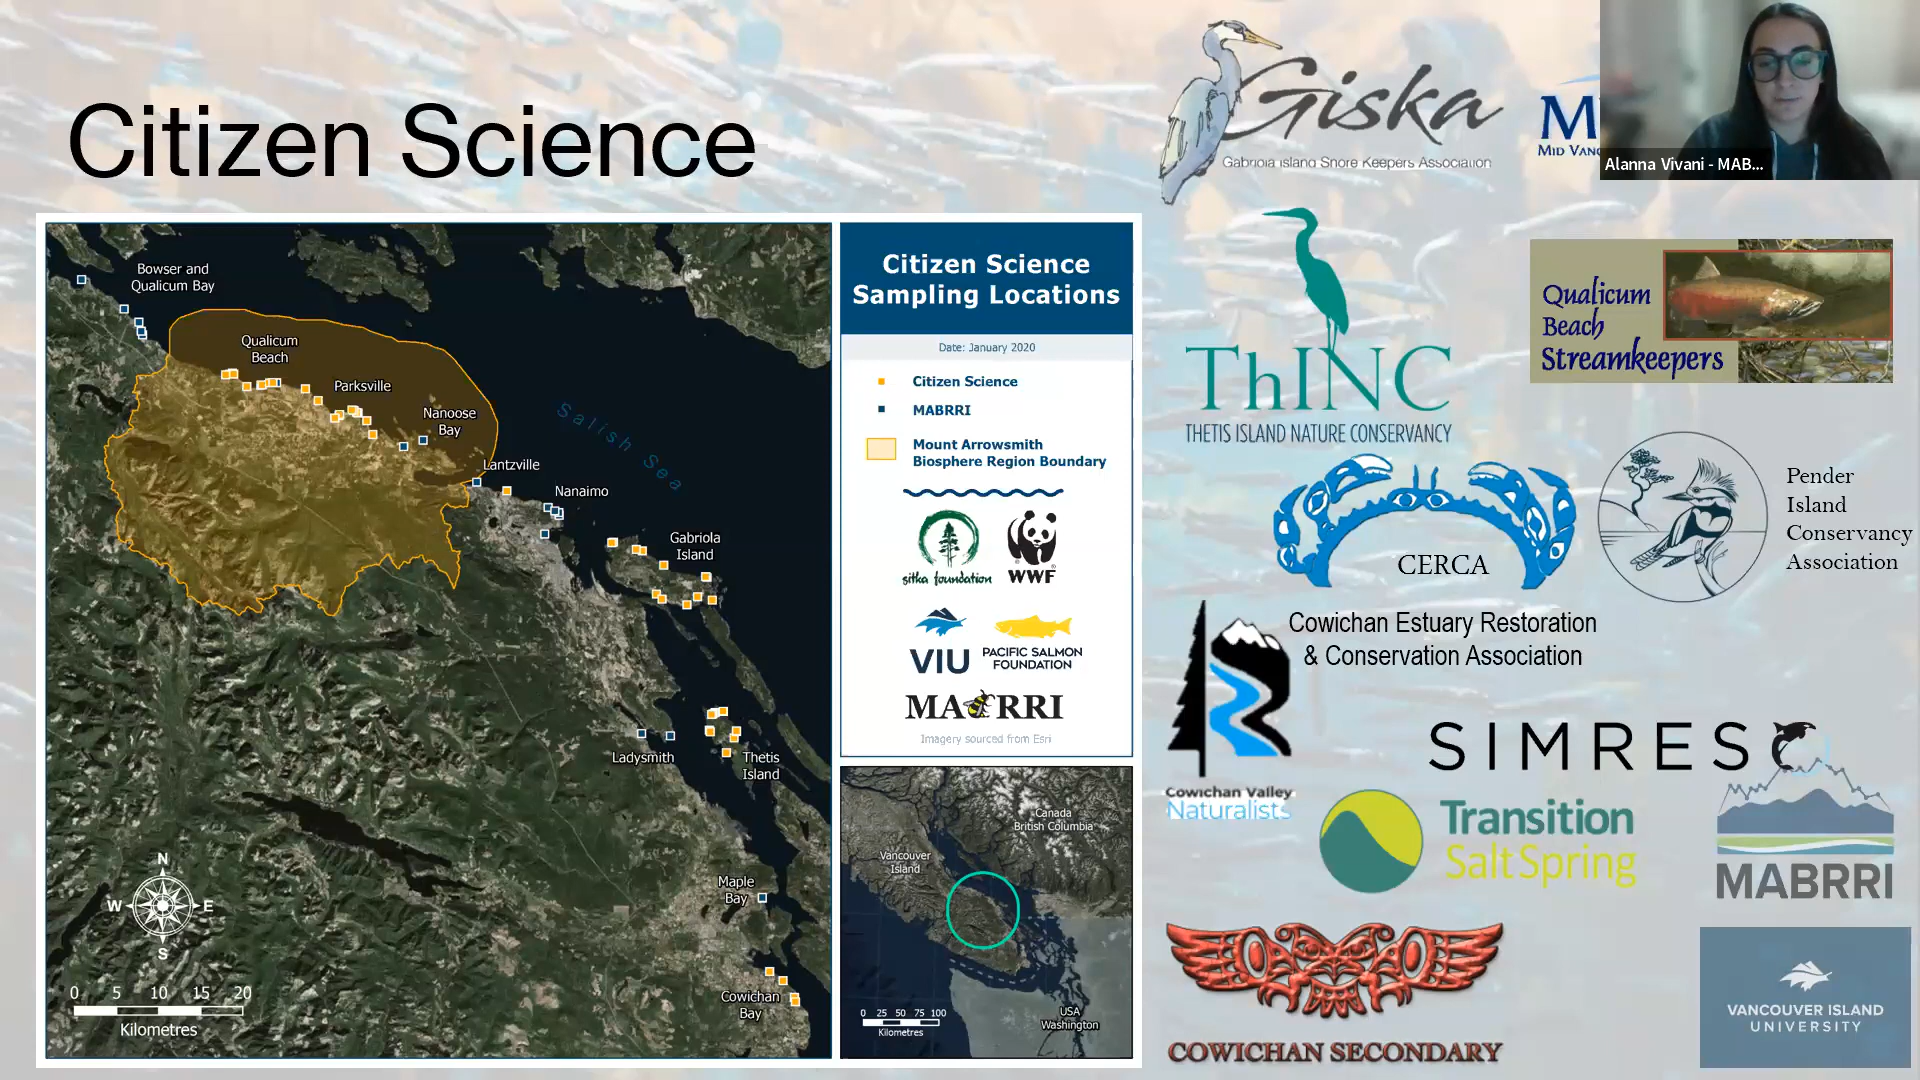 Citizen Science
Giska
Gabriola Island Shore Keepers Association
M
MID VANC
Alanna Vivani - MAB...
Bowser and
Qualicum Bay
Qualicum
Beach
Parksville
Nanoose
Bay
Lantzville
Nanaimo
Salish Sea
Gabriola
Island
Ladysmith
Thetis
Island
Maple
Bay
Cowichan
Bay
N
W
E
S
0 5 10 15 20
Kilometres
Citizen Science
Sampling Locations
Date: January 2020
Citizen Science
MABRRI
Mount Arrowsmith
Biosphere Region Boundary
sitka foundation
WWF
VIU
PACIFIC SALMON
FOUNDATION
MABRRI
Imagery sourced from Esri
Canada
British Columbia
Vancouver
Island
0 25 50 75 100
Kilometres
USA
Washington
ThINC
THETIS ISLAND NATURE CONSERVANCY
Qualicum
Beach
Streamkeepers
CERCA
Cowichan Estuary Restoration
& Conservation Association
Pender
Island
Conservancy
Association
Cowichan Valley
Naturalists
SIMRES
Transition
Salt Spring
MABRRI
COWICHAN SECONDARY
VANCOUVER ISLAND
UNIVERSITY